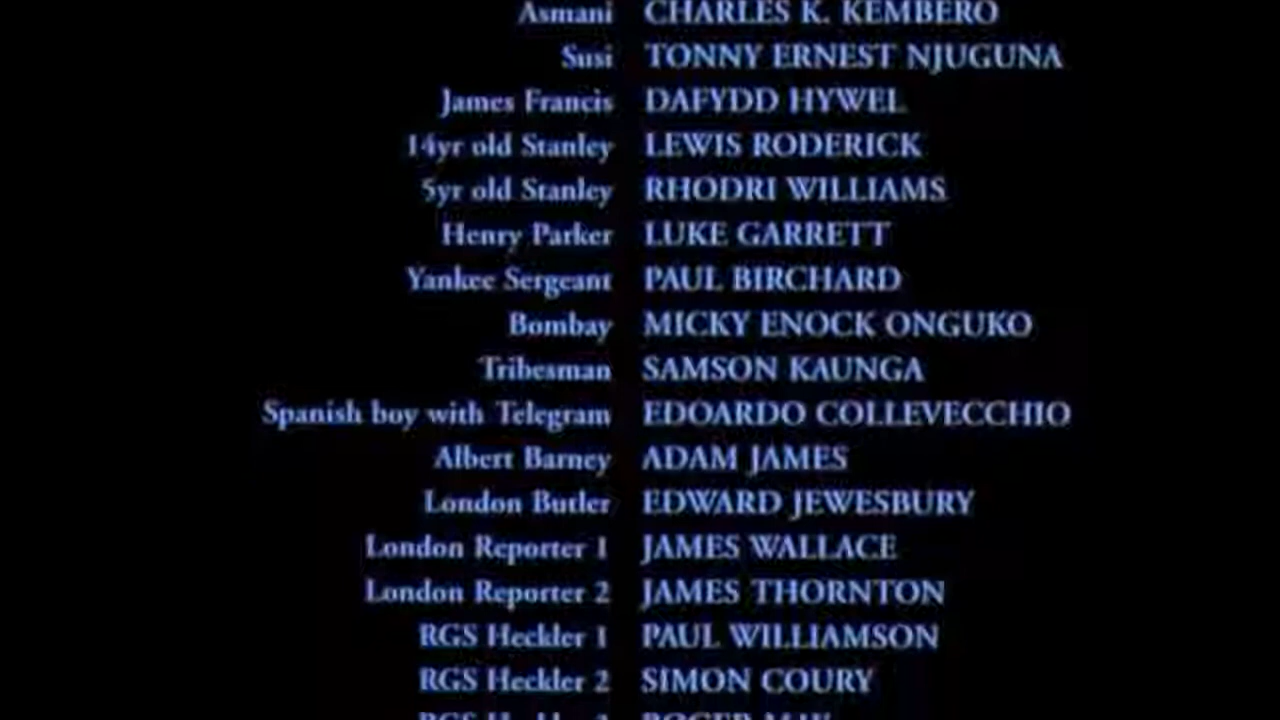 Asmani CHARLES K. KEMBERO
Susi TONNY ERNEST NJUGUNA
James Francis DAFYDD HYWEL
14yr old Stanley LEWIS RODERICK
5yr old Stanley RHODRI WILLIAMS
Henry Parker LUKE GARRETT
Yankee Sergeant PAUL BIRCHARD
Bombay MICKY ENOCK ONGUKO
Tribesman SAMSON KAUNGA
Spanish boy with Telegram EDOARDO COLLEVECCHIO
Albert Barney ADAM JAMES
London Butler EDWARD JEWESBURY
London Reporter 1 JAMES WALLACE
London Reporter 2 JAMES THORNTON
RGS Heckler 1 PAUL WILLIAMSON
RGS Heckler 2 SIMON COURY